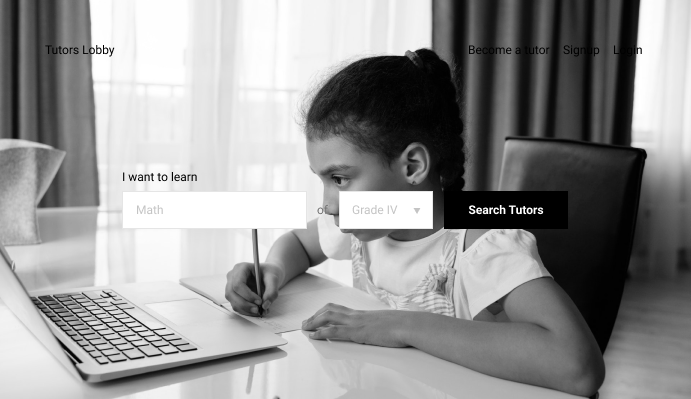 Tutors Lobby
Become a tutor Signup Login
I want to learn
Math of Grade IV Search Tutors